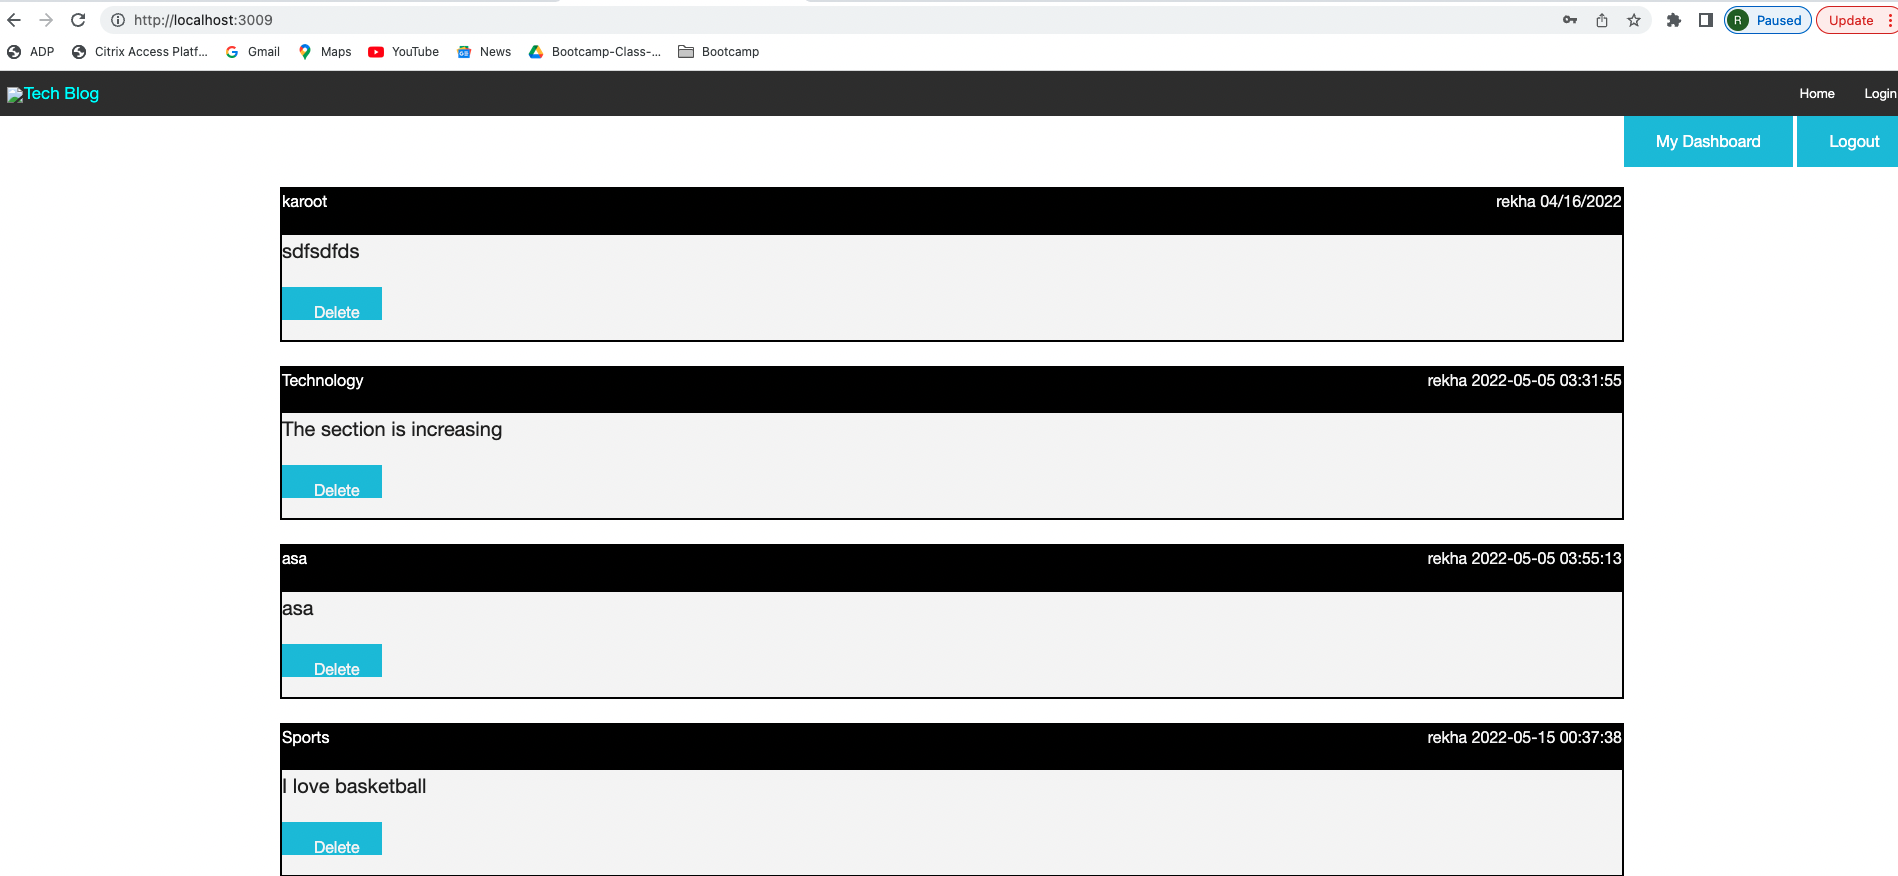 http://localhost:3009
R Paused Update
ADP Citrix Access Platf... Gmail Maps YouTube News Bootcamp-Class-... Bootcamp
Tech Blog Home Login
My Dashboard Logout
karoot rekha 04/16/2022
sdfsdfds
Delete
Technology rekha 2022-05-05 03:31:55
The section is increasing
Delete
asa rekha 2022-05-05 03:55:13
asa
Delete
Sports rekha 2022-05-15 00:37:38
I love basketball
Delete